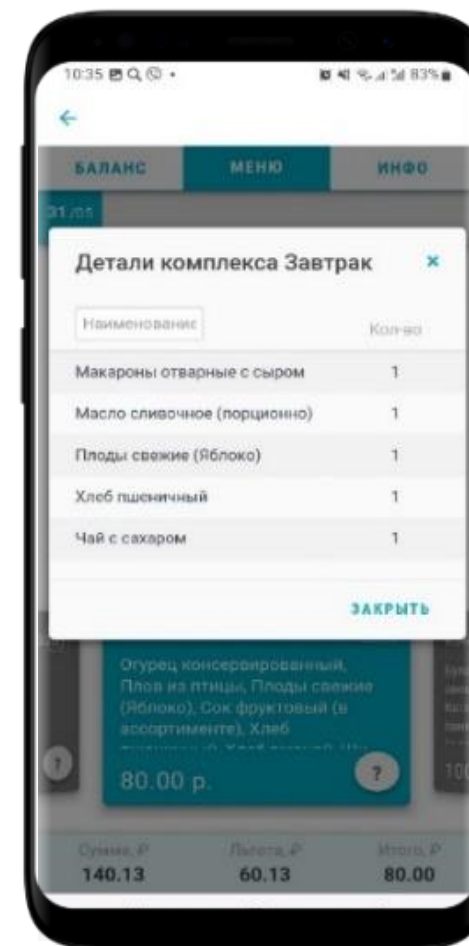 10:35
83%
БАЛАНС МЕНЮ ИНФО
31 /05
Детали комплекса Завтрак ×
Наименование Кол-во
Макароны отварные с сыром 1
Масло сливочное (порционно) 1
Плоды свежие (Яблоко) 1
Хлеб пшеничный 1
Чай с сахаром 1
ЗАКРЫТЬ
Огурец консервированный,
Плов из птицы, Плоды свежие
(Яблоко), Сок фруктовый (в
ассортименте), Хлеб
80.00 р.
?
?
Сумма, ₽ Льгота, ₽ Итого, ₽
140.13 60.13 80.00